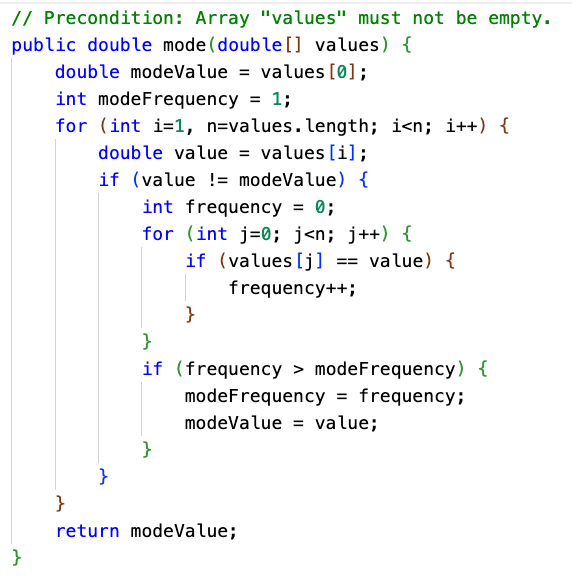 // Precondition: Array "values" must not be empty.
public double mode(double[] values) {
    double modeValue = values[0];
    int modeFrequency = 1;
    for (int i=1, n=values.length; i<n; i++) {
        double value = values[i];
        if (value != modeValue) {
            int frequency = 0;
            for (int j=0; j<n; j++) {
                if (values[j] == value) {
                    frequency++;
                }
            }
            if (frequency > modeFrequency) {
                modeFrequency = frequency;
                modeValue = value;
            }
        }
    }
    return modeValue;
}